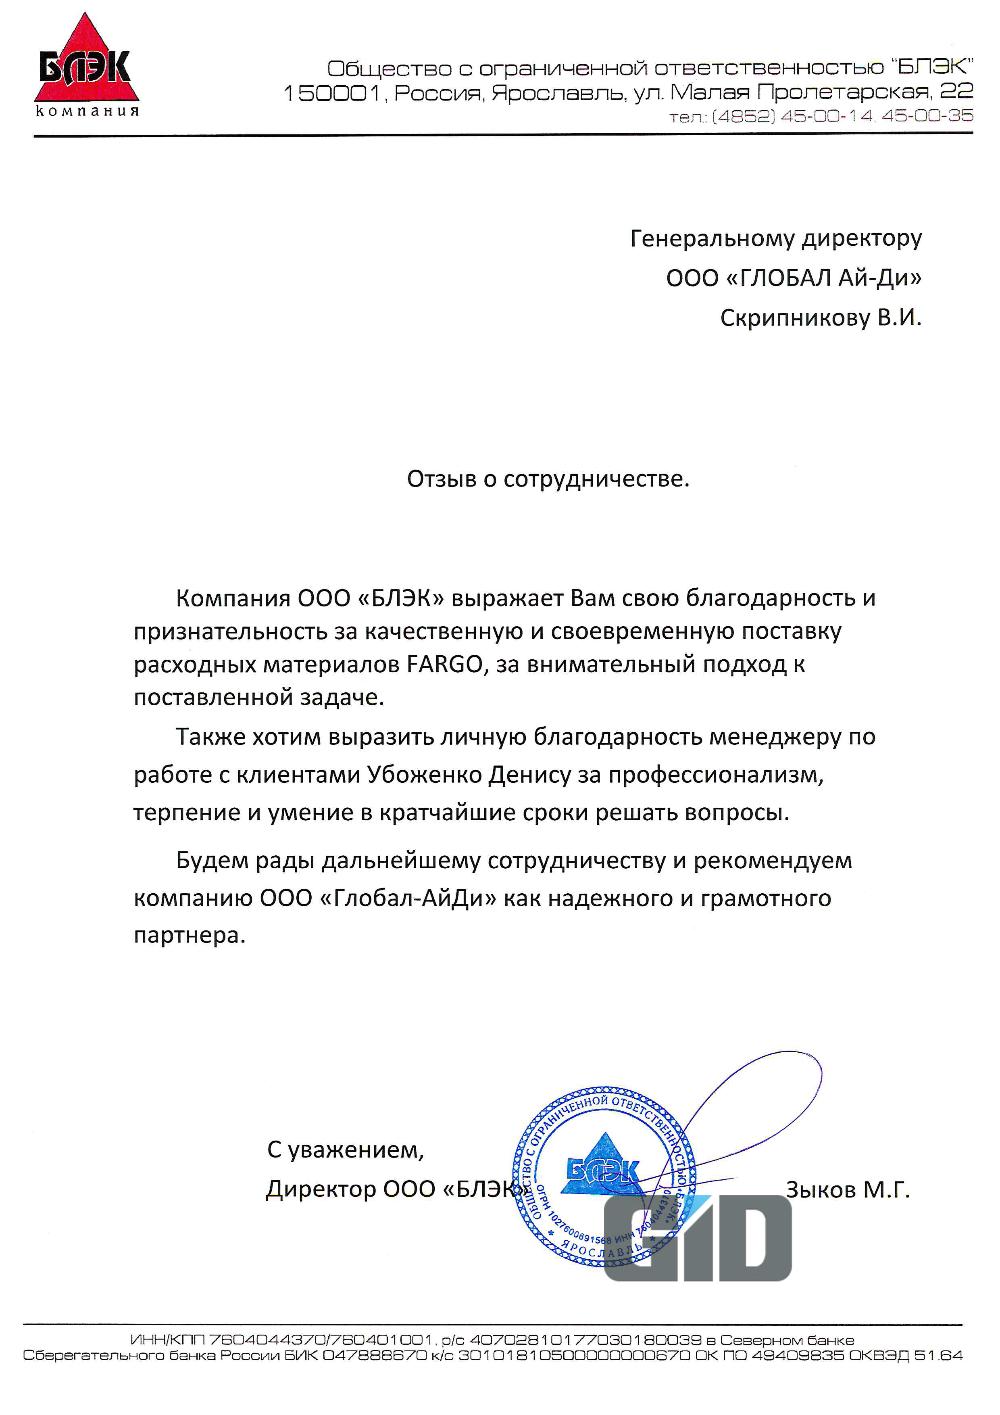 БЛЭК
компания
Общество с ограниченной ответственностью "БЛЭК"
150001, Россия, Ярославль, ул. Малая Пролетарская, 22
тел.: (4852) 45-00-14, 45-00-35
Генеральному директору
ООО «ГЛОБАЛ Ай-Ди»
Скрипникову В.И.
Отзыв о сотрудничестве.
Компания ООО «БЛЭК» выражает Вам свою благодарность и
признательность за качественную и своевременную поставку
расходных материалов FARGO, за внимательный подход к
поставленной задаче.
Также хотим выразить личную благодарность менеджеру по
работе с клиентами Убоженко Денису за профессионализм,
терпение и умение в кратчайшие сроки решать вопросы.
Будем рады дальнейшему сотрудничеству и рекомендуем
компанию ООО «Глобал-АйДи» как надежного и грамотного
партнера.
С уважением,
Директор ООО «БЛЭК»
Зыков М.Г.
ОБЩЕСТВО С ОГРАНИЧЕННОЙ ОТВЕТСТВЕННОСТЬЮ «БЛЭК»
БЛЭК
ОГРН 1027600691568 ИНН 7604044370
* ЯРОСЛАВЛЬ *
GID
ИНН/КПП 7604044370/760401001, р/с 40702810177030180039 в Северном банке
Сберегательного банка России БИК 047888670 к/с 30101810500000000670 ОК ПО 49409835 ОКВЭД 51.64